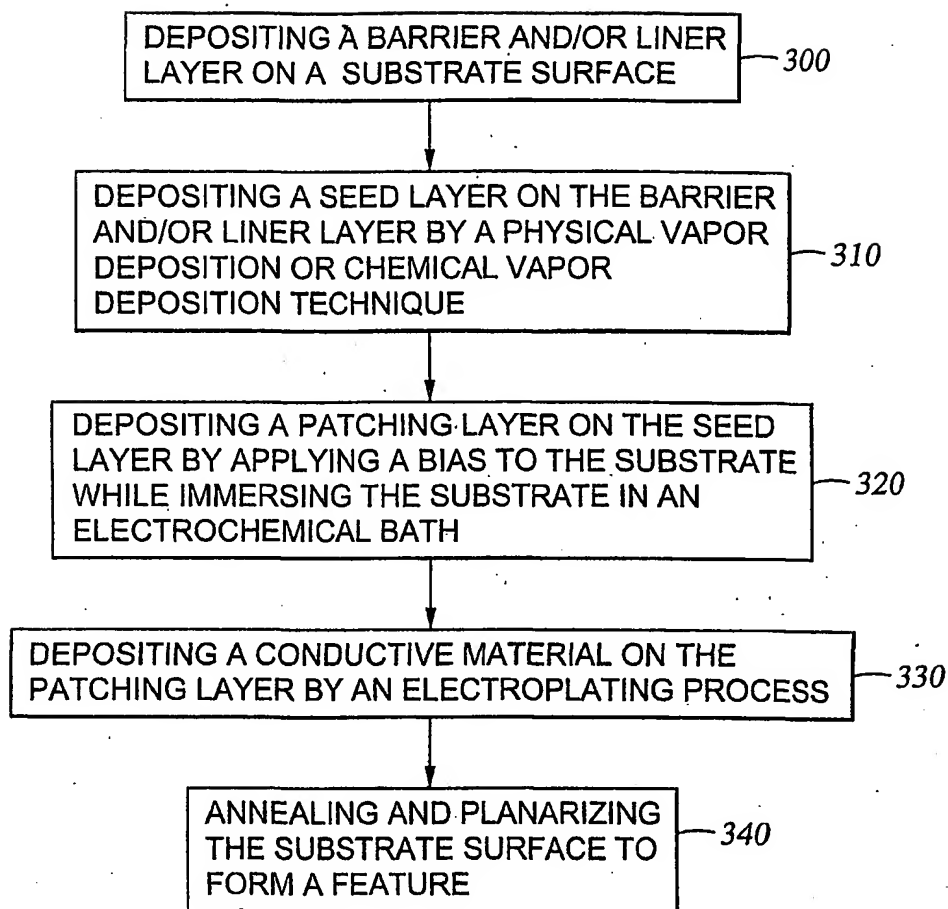 DEPOSITING A BARRIER AND/OR LINER
LAYER ON A SUBSTRATE SURFACE
300
DEPOSITING A SEED LAYER ON THE BARRIER
AND/OR LINER LAYER BY A PHYSICAL VAPOR
DEPOSITION OR CHEMICAL VAPOR
DEPOSITION TECHNIQUE
310
DEPOSITING A PATCHING LAYER ON THE SEED
LAYER BY APPLYING A BIAS TO THE SUBSTRATE
WHILE IMMERSING THE SUBSTRATE IN AN
ELECTROCHEMICAL BATH
320
DEPOSITING A CONDUCTIVE MATERIAL ON THE
PATCHING LAYER BY AN ELECTROPLATING PROCESS
330
ANNEALING AND PLANARIZING
THE SUBSTRATE SURFACE TO
FORM A FEATURE
340